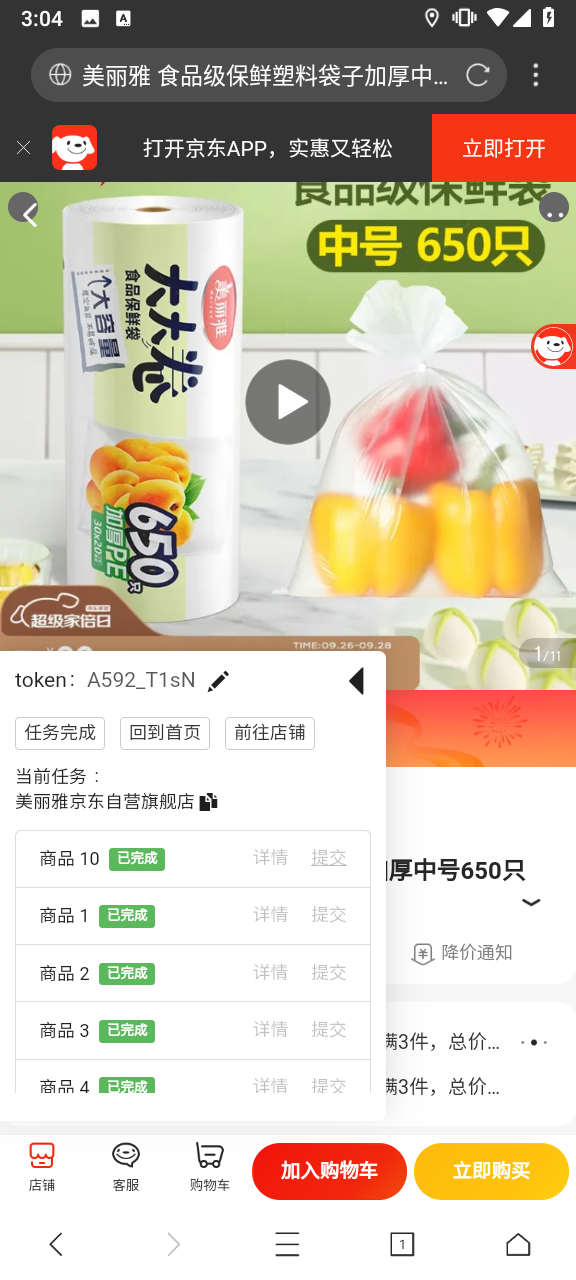 3:04
美丽雅 食品级保鲜塑料袋子加厚中...
打开京东APP，实惠又轻松
立即打开
食品级保鲜装
中号 650只
美丽雅
大大卷
食品保鲜袋
大容量
650只
加厚PE
30x20
超级家倍日
TIME:09.26-09.28
1/11
token： A592_T1sN
任务完成
回到首页
前往店铺
当前任务：
美丽雅京东自营旗舰店
加厚中号650只
降价通知
商品 10 已完成 详情 提交
商品 1 已完成 详情 提交
商品 2 已完成 详情 提交
商品 3 已完成 详情 提交
商品 4 已完成 详情 提交
满3件，总价...
满3件，总价...
店铺
客服
购物车
加入购物车
立即购买
1